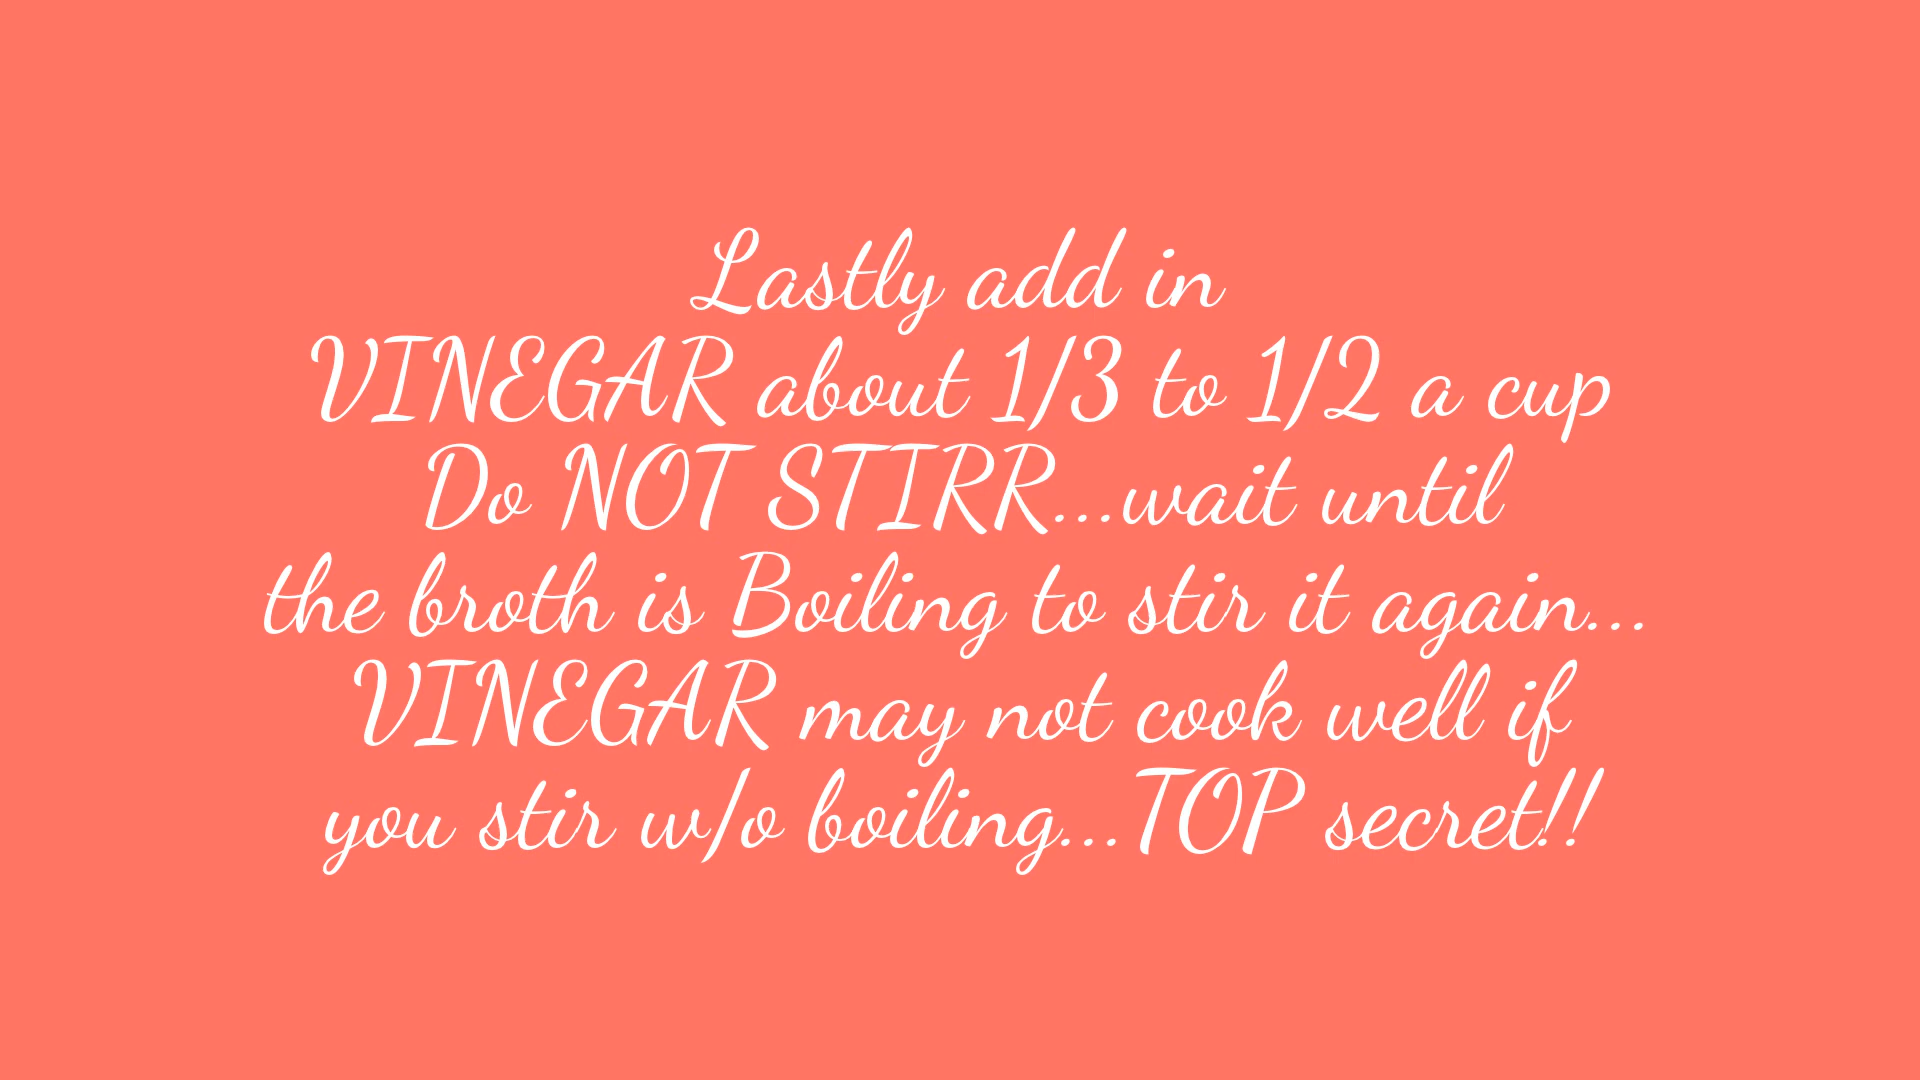 Lastly add in
VINEGAR about 1/3 to 1/2 a cup
Do NOT STIRR...wait until
the broth is Boiling to stir it again...
VINEGAR may not cook well if
you stir w/o boiling...TOP secret!!